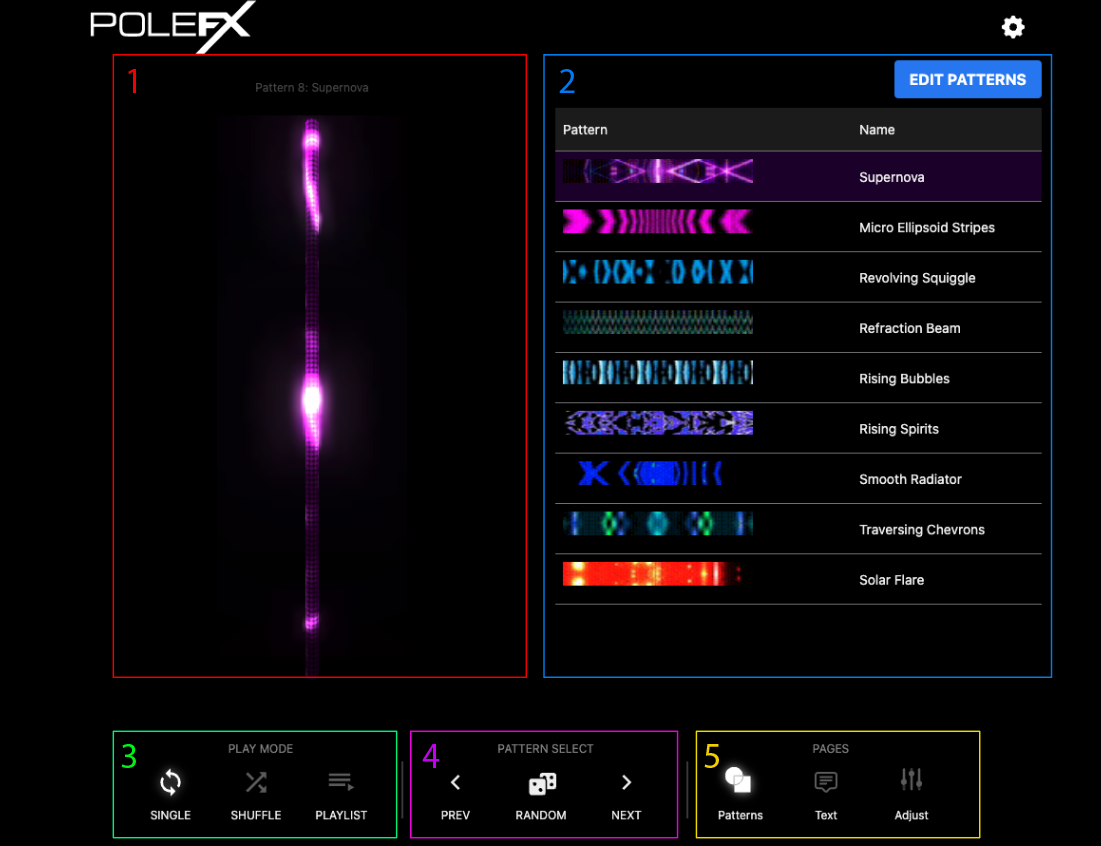 POLEFX
1
Pattern 8: Supernova
2
EDIT PATTERNS
Pattern Name
Supernova
Micro Ellipsoid Stripes
Revolving Squiggle
Refraction Beam
Rising Bubbles
Rising Spirits
Smooth Radiator
Traversing Chevrons
Solar Flare
3
PLAY MODE
SINGLE SHUFFLE PLAYLIST
4
PATTERN SELECT
PREV RANDOM NEXT
5
PAGES
Patterns Text Adjust